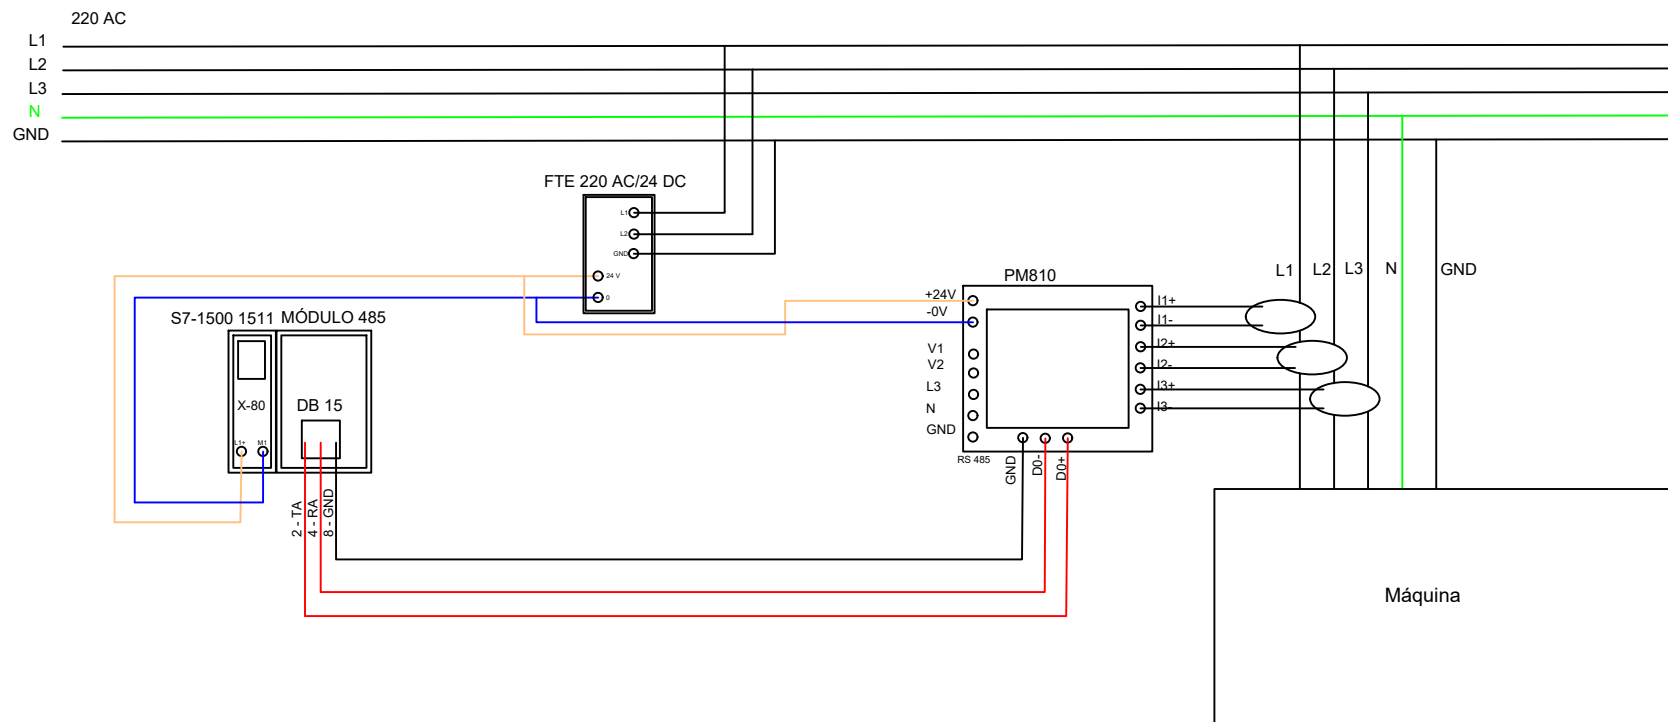 220 AC
L1
L2
L3
N
GND
FTE 220 AC/24 DC
L1
L2
GND
24 V
0
S7-1500 1511 MÓDULO 485
X-80
DB 15
L1+
M1
2 - TA
4 - RA
8 - GND
PM810
+24V
-0V
V1
V2
L3
N
GND
RS 485
GND
D0-
D0+
I1+
I1-
I2+
I2-
I3+
I3-
L1
L2
L3
N
GND
Máquina